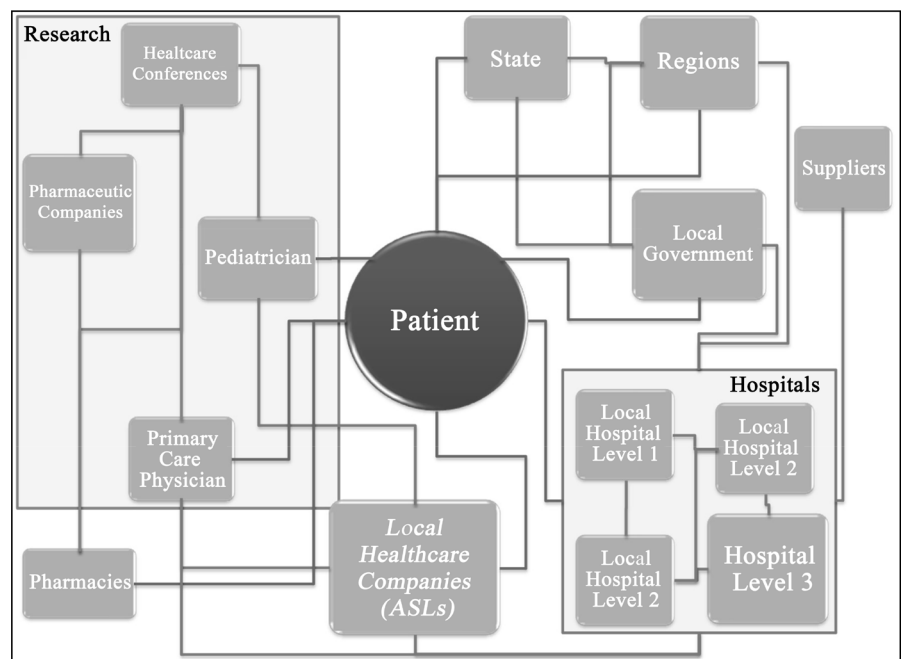 Research
Healtcare
Conferences
Pharmaceutic
Companies
Pediatrician
Primary
Care
Physician
Pharmacies
State
Regions
Suppliers
Local
Government
Patient
Local
Healthcare
Companies
(ASLs)
Hospitals
Local
Hospital
Level 1
Local
Hospital
Level 2
Local
Hospital
Level 2
Hospital
Level 3